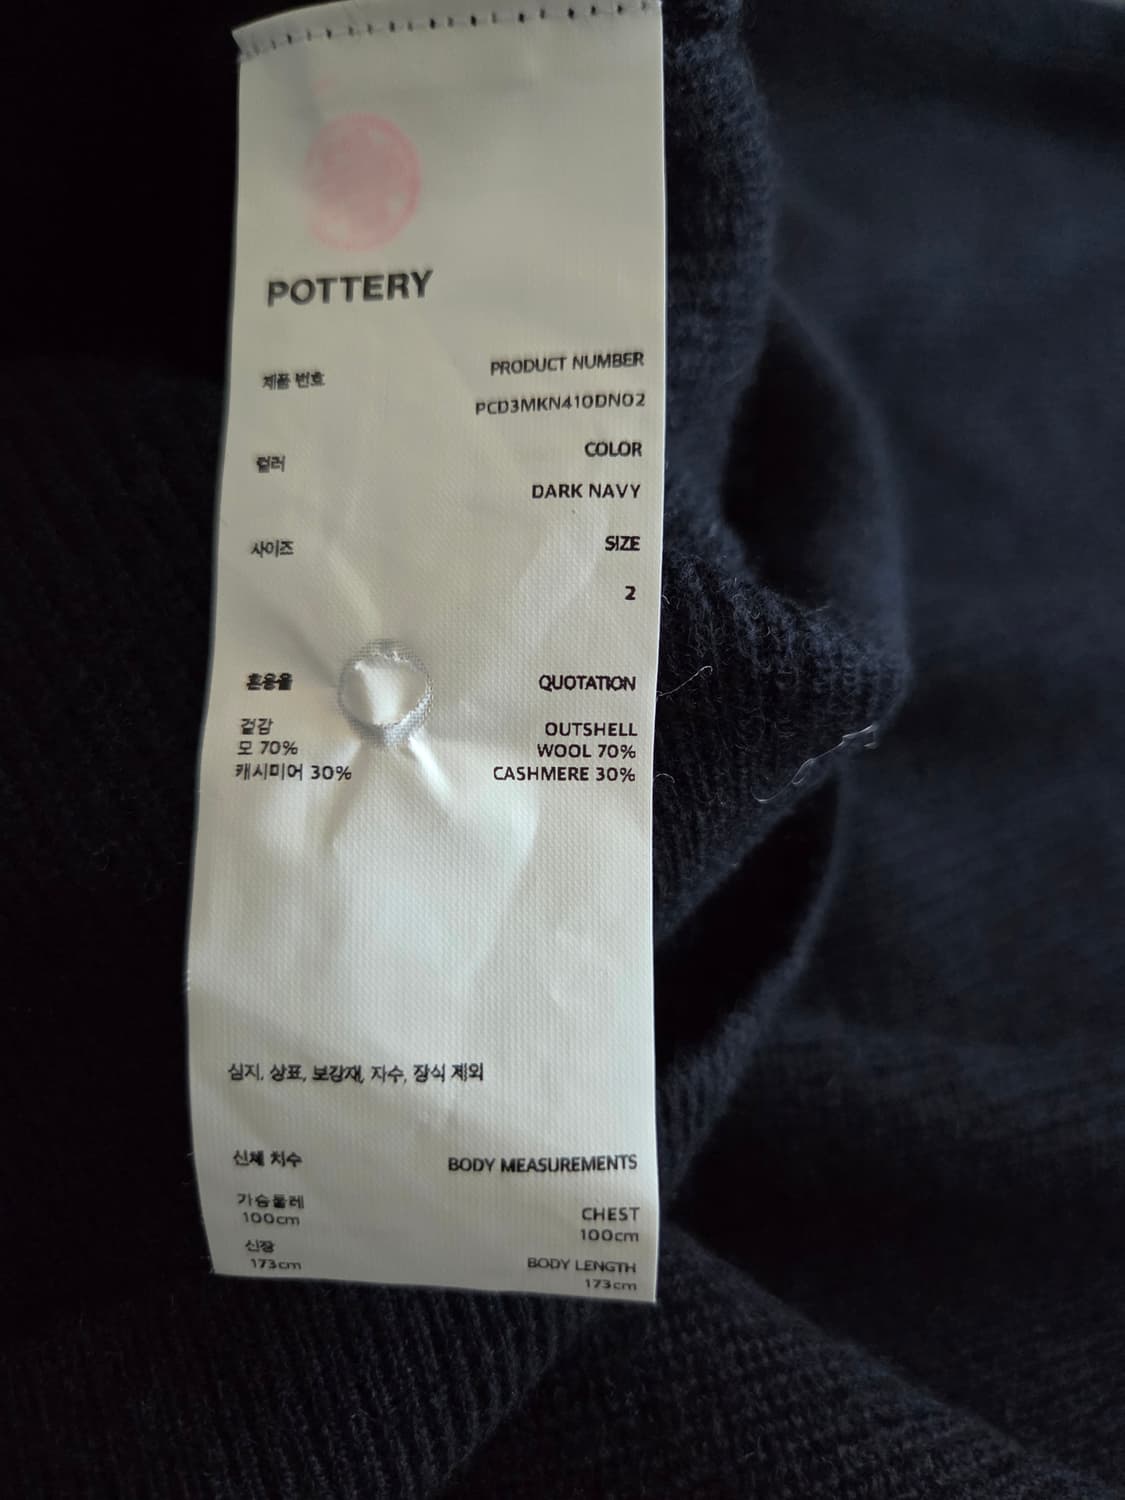 POTTERY
제품 번호 PRODUCT NUMBER
PCD3MKN410DN02
컬러 COLOR
DARK NAVY
사이즈 SIZE
2
혼용율 QUOTATION
겉감 OUTSHELL
모 70% WOOL 70%
캐시미어 30% CASHMERE 30%
심지, 상표, 보강재, 자수, 장식 제외
신체 치수 BODY MEASUREMENTS
가슴둘레 CHEST
100cm 100cm
신장 BODY LENGTH
173cm 173cm